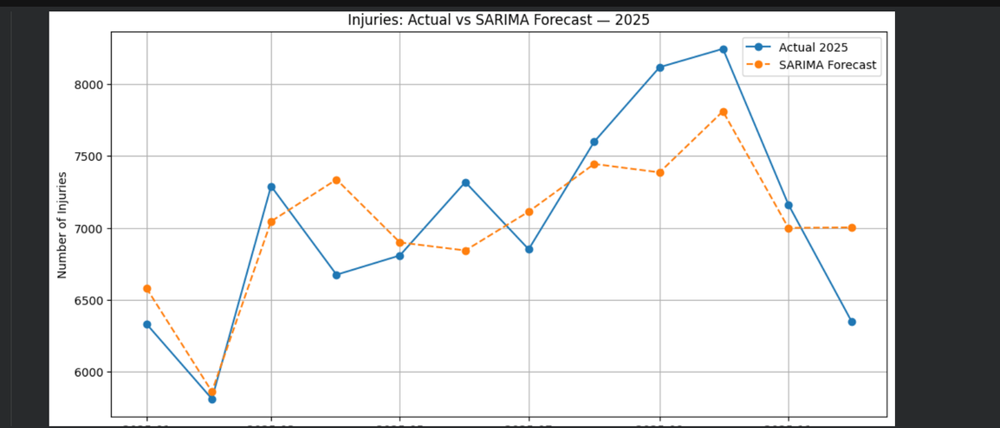 Injuries: Actual vs SARIMA Forecast — 2025
Actual 2025
SARIMA Forecast
Number of Injuries
8000
7500
7000
6500
6000